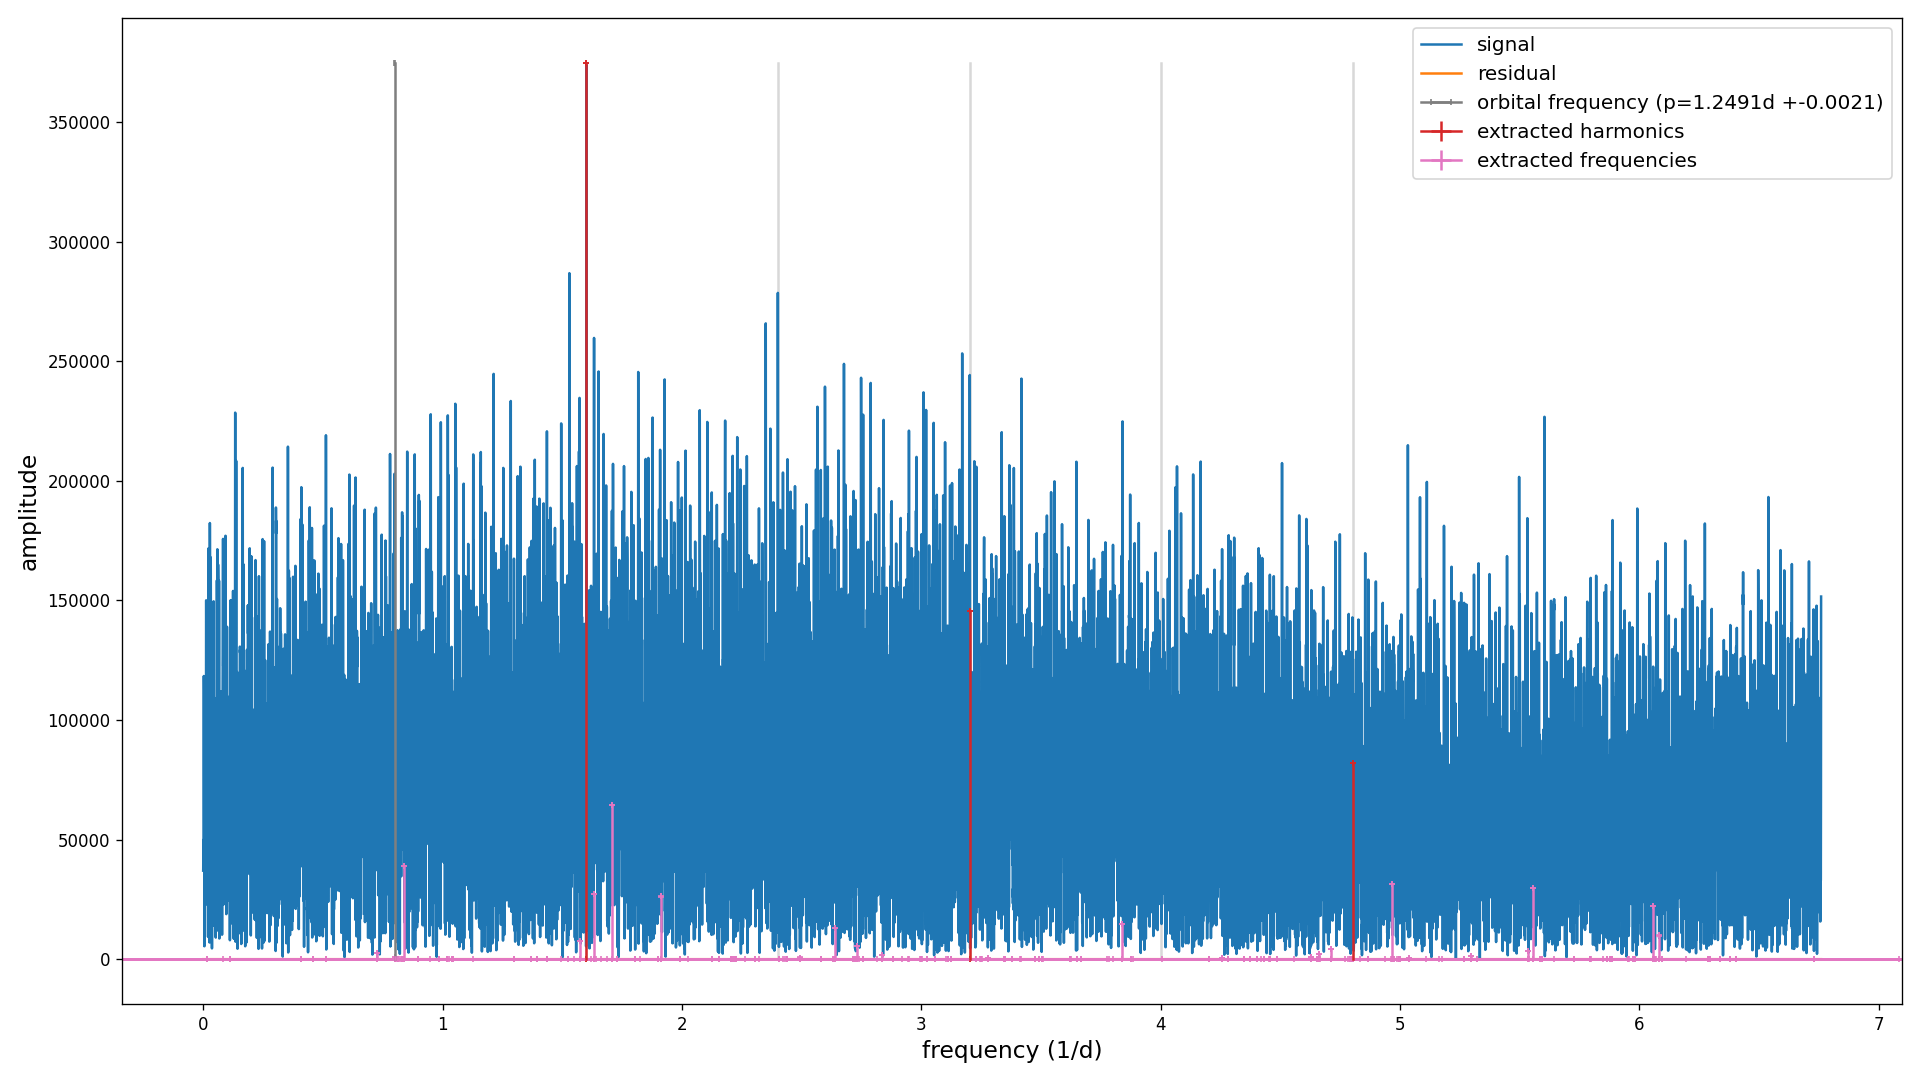 signal
residual
orbital frequency (p=1.2491d +-0.0021)
extracted harmonics
extracted frequencies
amplitude
350000
300000
250000
200000
150000
100000
50000
0
0 1 2 3 4 5 6 7
frequency (1/d)